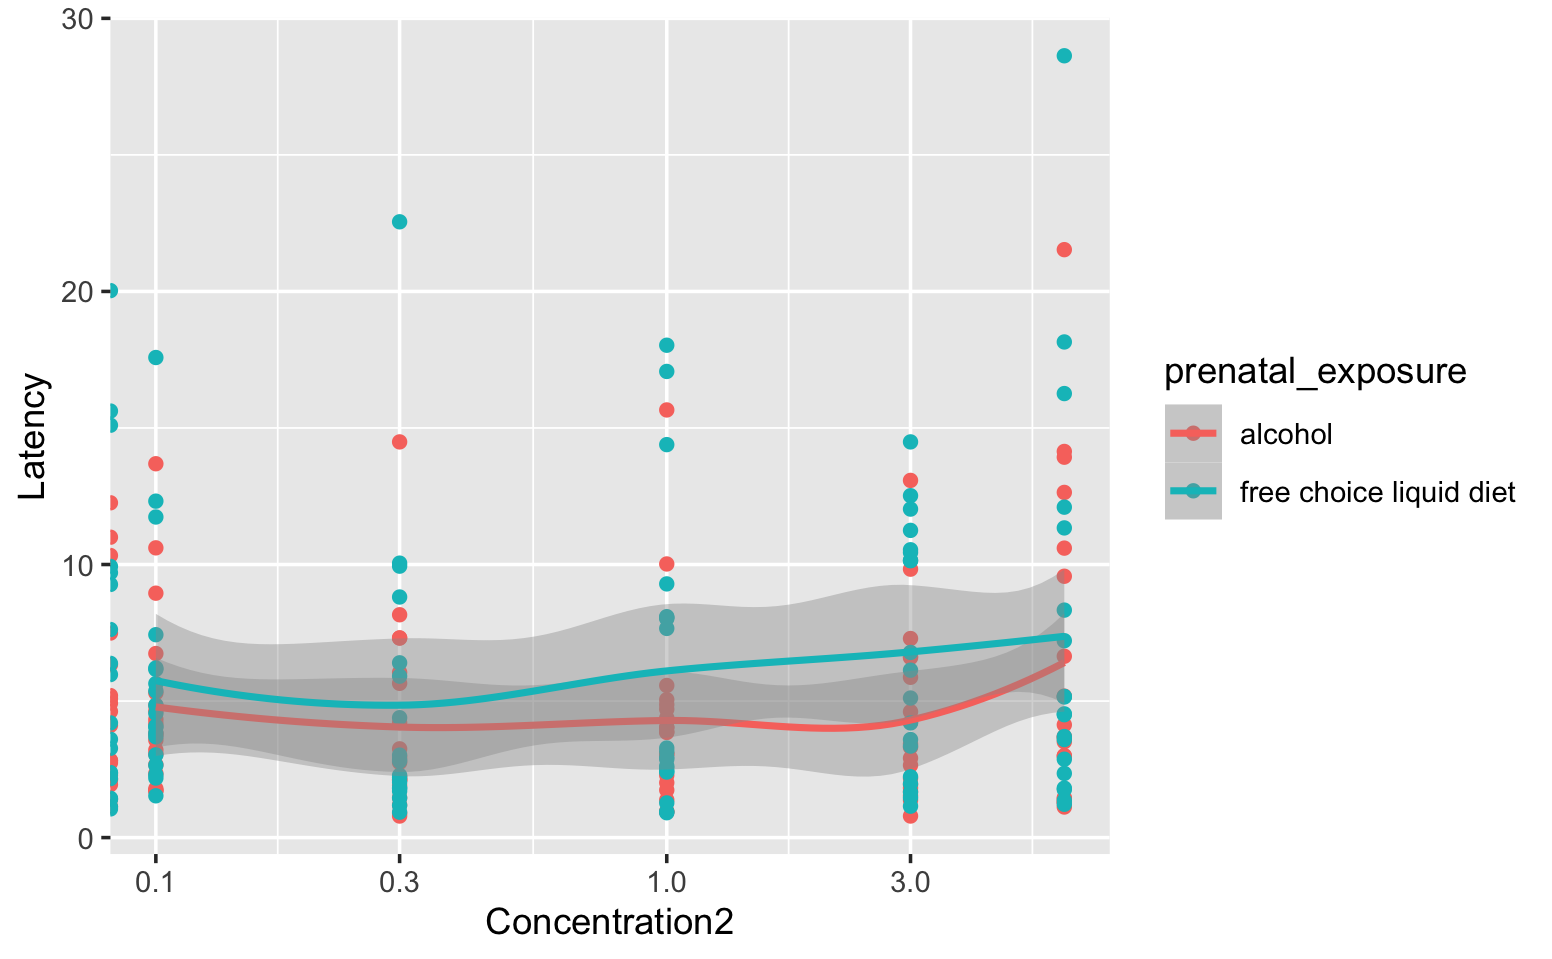 30
20
10
0
Latency
0.1 0.3 1.0 3.0
Concentration2
prenatal_exposure
alcohol
free choice liquid diet